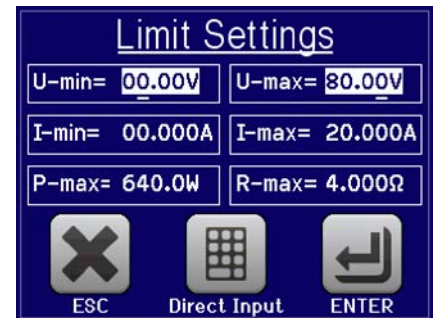 Limit Settings
U-min= 00.00V U-max= 80.00V
I-min= 00.000A I-max= 20.000A
P-max= 640.0W R-max= 4.000Ω
ESC Direct Input ENTER